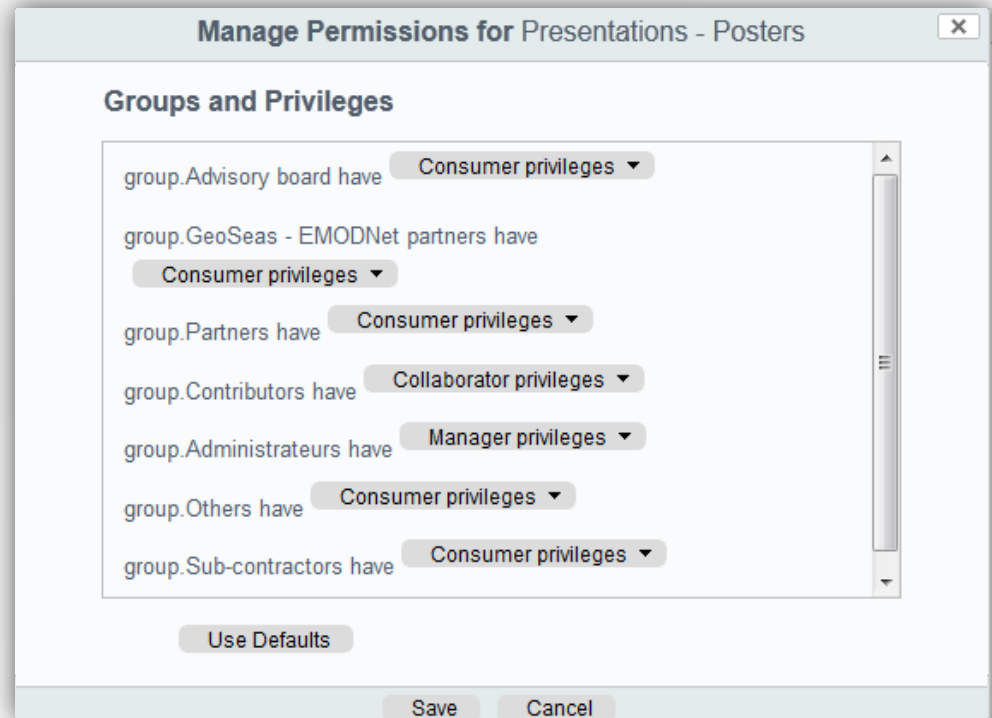 Manage Permissions for Presentations - Posters
Groups and Privileges
group.Advisory board have Consumer privileges
group.GeoSeas - EMODNet partners have
Consumer privileges
group.Partners have Consumer privileges
group.Contributors have Collaborator privileges
group.Administrateurs have Manager privileges
group.Others have Consumer privileges
group.Sub-contractors have Consumer privileges
Use Defaults
Save Cancel